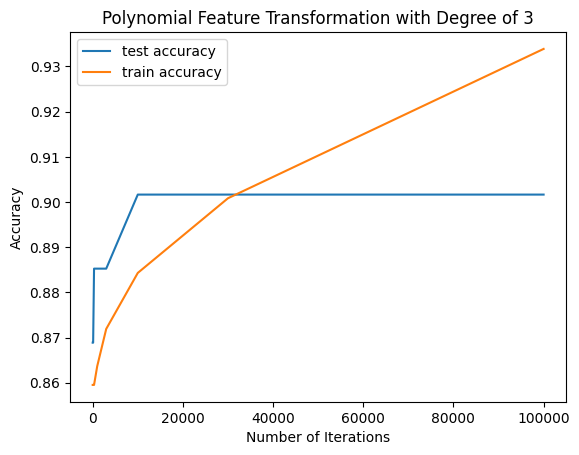 Polynomial Feature Transformation with Degree of 3
test accuracy
train accuracy
0.93
0.92
0.91
0.90
0.89
0.88
0.87
0.86
Accuracy
0
20000
40000
60000
80000
100000
Number of Iterations